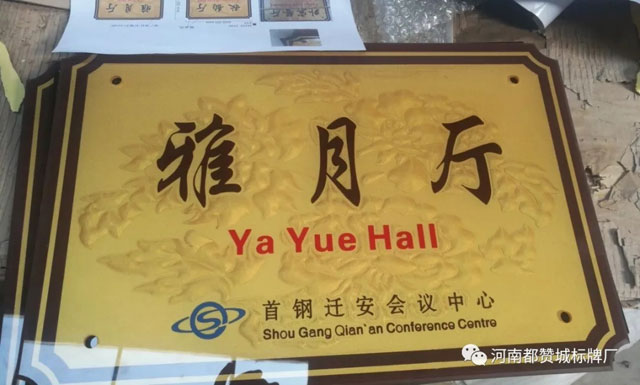 雅月厅
Ya Yue Hall
首钢迁安会议中心
Shou Gang Qian`an Conference Centre
河南都赞城标牌厂